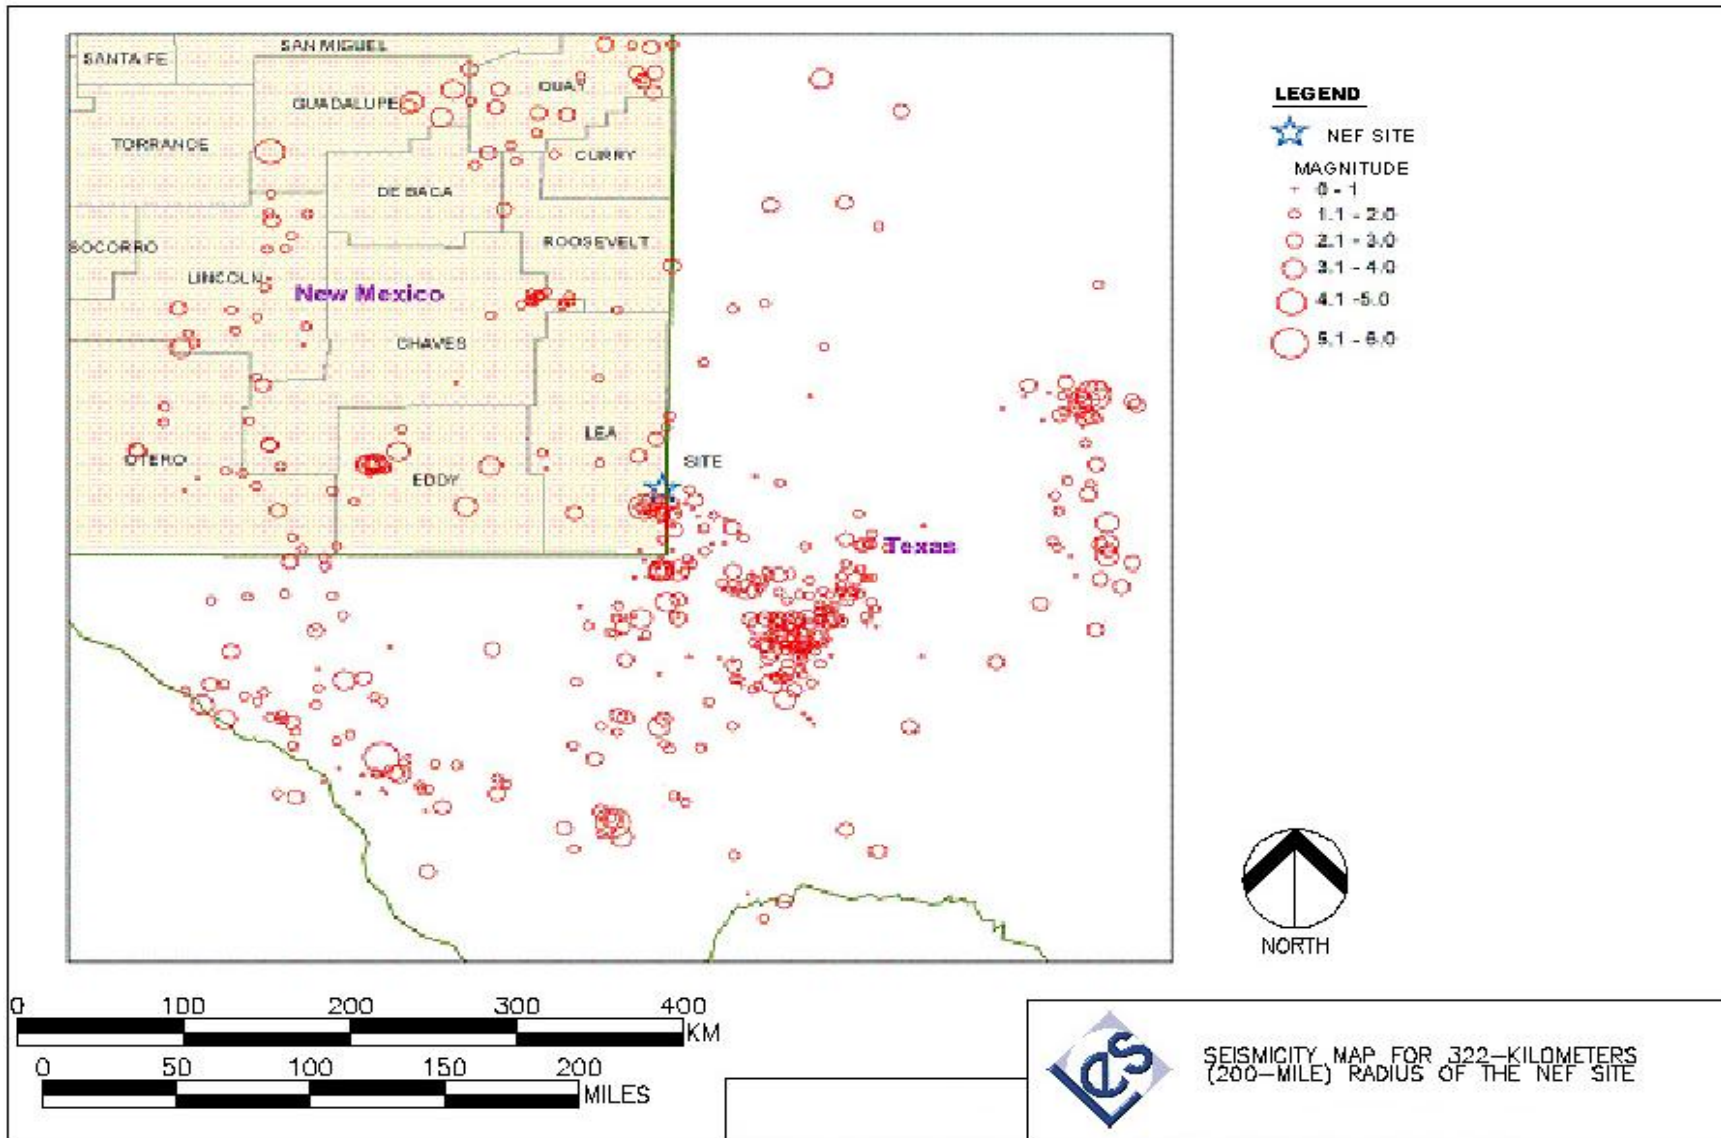 SAN MIGUEL
SANTA FE
QUAY
GUADALUPE
TORRANCE
CURRY
DE BACA
SOCORRO
ROOSEVELT
LINCOLN
New Mexico
CHAVES
LEA
OTERO
EDDY
SITE
Texas
LEGEND
NEF SITE
MAGNITUDE
0 - 1
1.1 - 2.0
2.1 - 3.0
3.1 - 4.0
4.1 -5.0
5.1 - 6.0
NORTH
0 100 200 300 400
KM
0 50 100 150 200
MILES
Les
SEISMICITY MAP FOR 322-KILOMETERS
(200-MILE) RADIUS OF THE NEF SITE